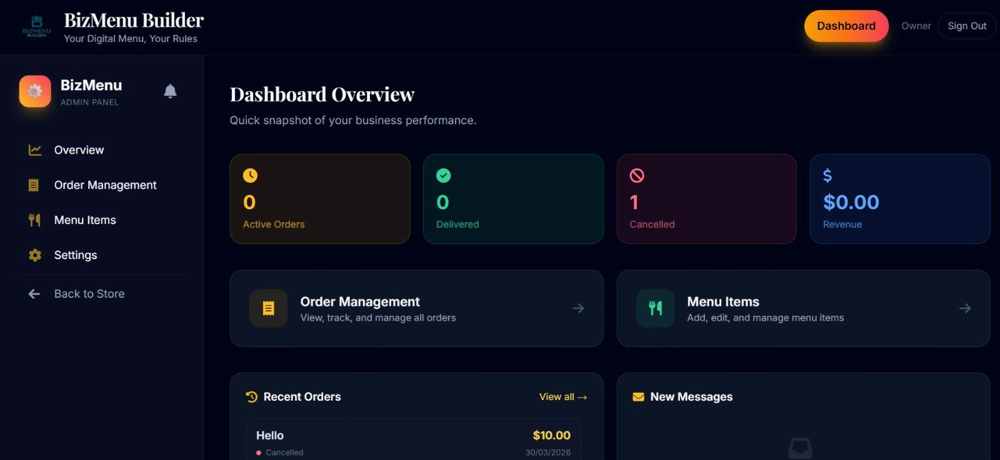 BIZMENU
BUILDER
BizMenu Builder
Your Digital Menu, Your Rules
Dashboard
Owner
Sign Out
BizMenu
ADMIN PANEL
Overview
Order Management
Menu Items
Settings
Back to Store
Dashboard Overview
Quick snapshot of your business performance.
0
Active Orders
0
Delivered
1
Cancelled
$
$0.00
Revenue
Order Management
View, track, and manage all orders
Menu Items
Add, edit, and manage menu items
Recent Orders
View all →
Hello
$10.00
Cancelled
30/03/2026
New Messages